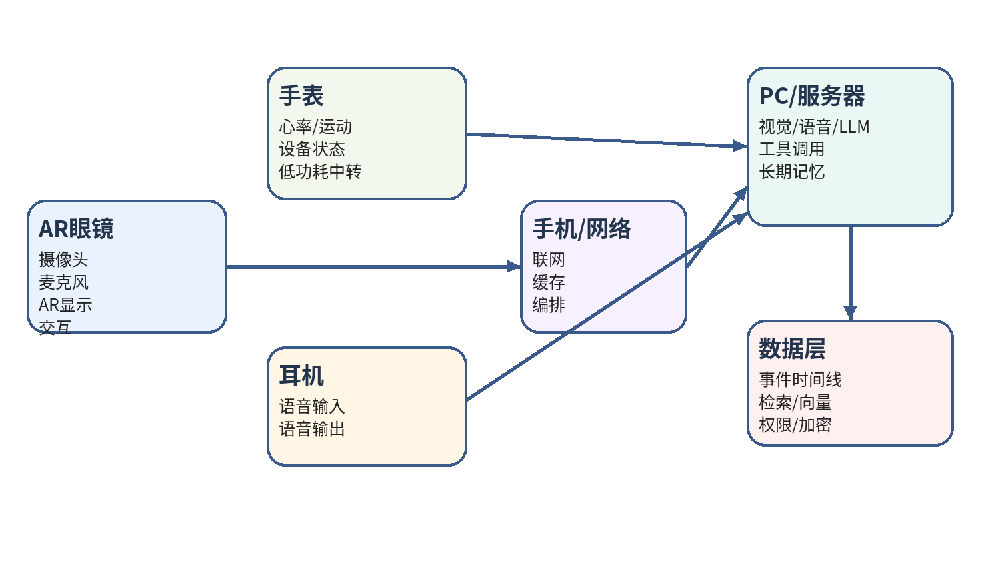 手表
心率/运动
设备状态
低功耗中转
PC/服务器
视觉/语音/LLM
工具调用
长期记忆
AR眼镜
摄像头
麦克风
AR显示
交互
手机/网络
联网
缓存
编排
耳机
语音输入
语音输出
数据层
事件时间线
检索/向量
权限/加密